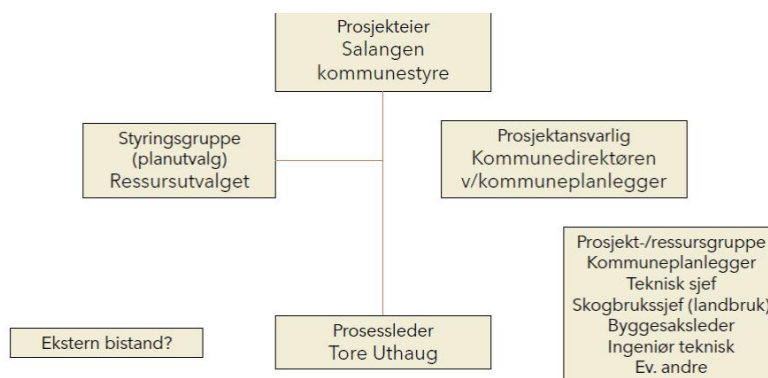 Prosjekteier
Salangen
kommunestyre
Styringsgruppe
(planutvalg)
Ressursutvalget
Prosjektansvarlig
Kommunedirektøren
v/kommuneplanlegger
Prosjekt-/ressursgruppe
Kommuneplanlegger
Teknisk sjef
Skogbrukssjef (landbruk)
Byggesaksleder
Ingeniør teknisk
Ev. andre
Prosessleder
Tore Uthaug
Ekstern bistand?